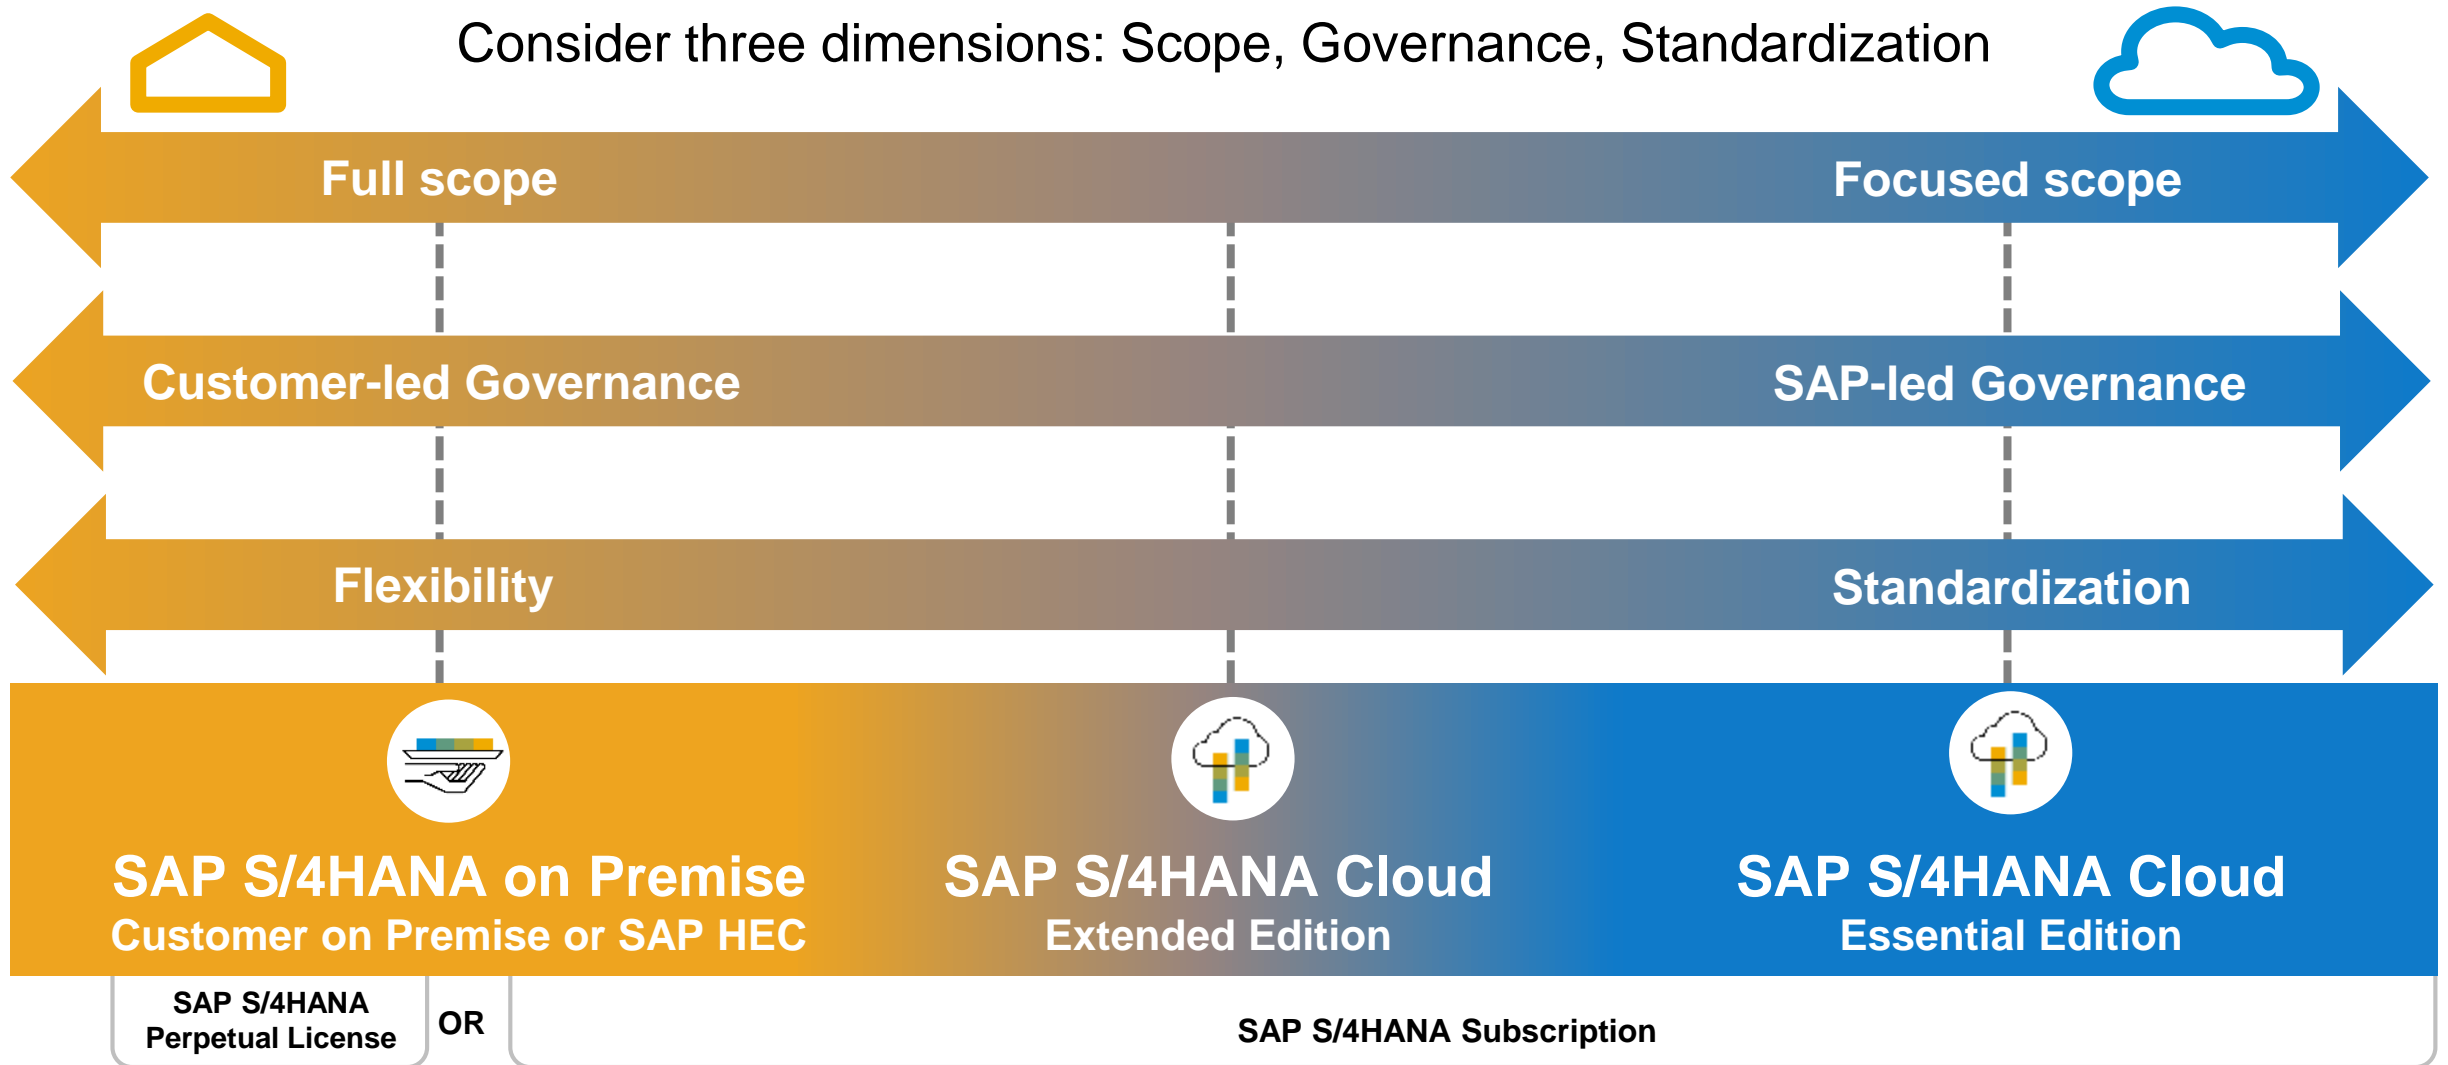 Consider three dimensions: Scope, Governance, Standardization
Full scope
Focused scope
Customer-led Governance
SAP-led Governance
Flexibility
Standardization
SAP S/4HANA on Premise
Customer on Premise or SAP HEC
SAP S/4HANA Cloud
Extended Edition
SAP S/4HANA Cloud
Essential Edition
SAP S/4HANA
Perpetual License
OR
SAP S/4HANA Subscription